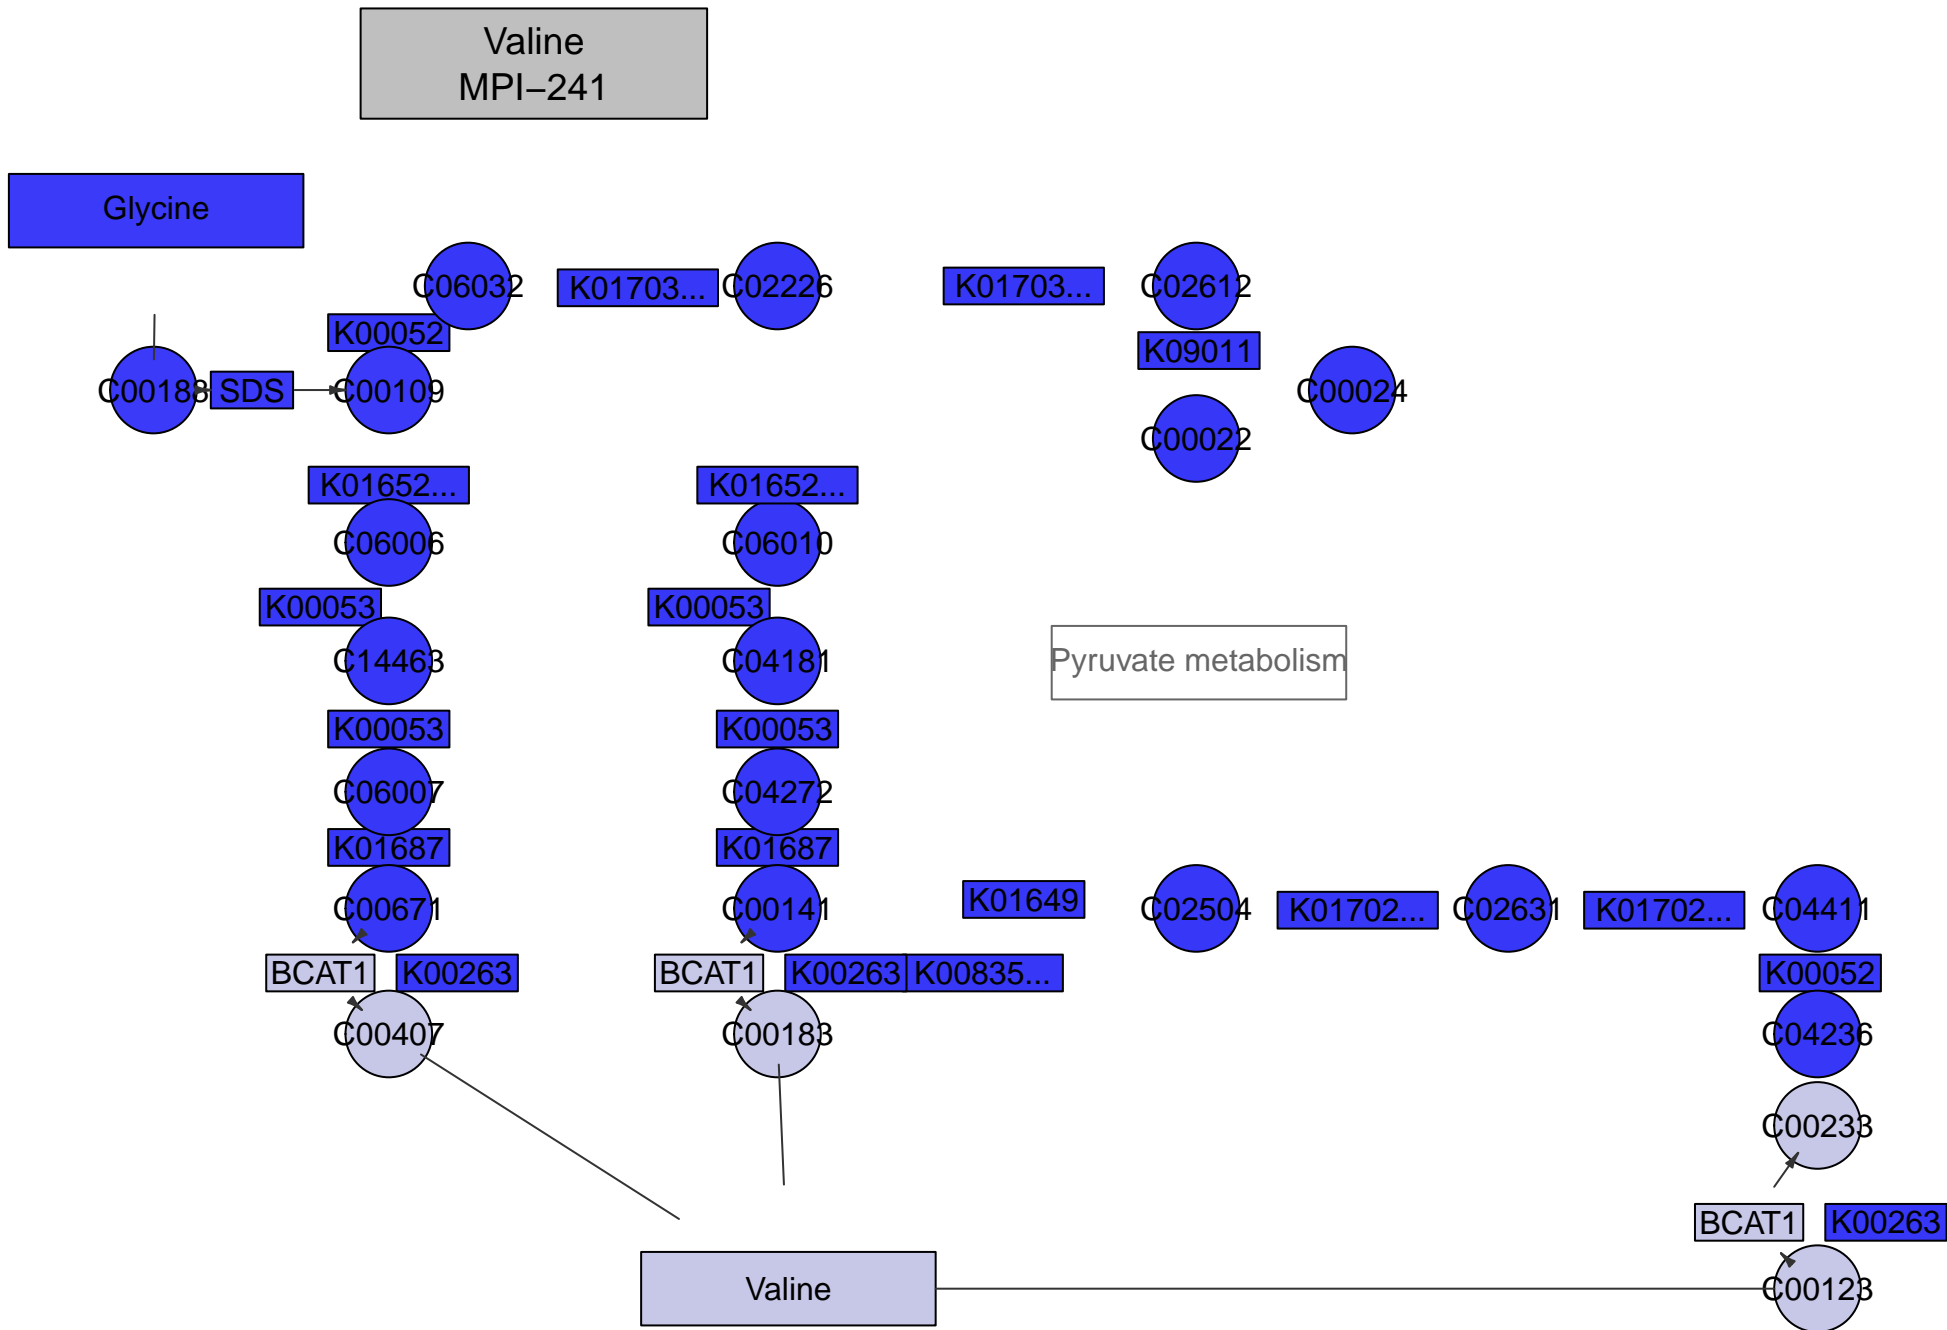 Valine
MPI−241
Glycine
C06032
K01703...
C02226
K01703...
C02612
K00052
K09011
C00188
SDS
C00109
C00024
C00022
K01652...
K01652...
C06006
C06010
K00053
K00053
C14463
C04181
Pyruvate metabolism
K00053
K00053
C06007
C04272
K01687
K01687
C00671
C00141
K01649
C02504
K01702...
C02631
K01702...
C04411
BCAT1
K00263
BCAT1
K00263
K00835...
K00052
C00407
C00183
C04236
C00233
BCAT1
K00263
Valine
C00123